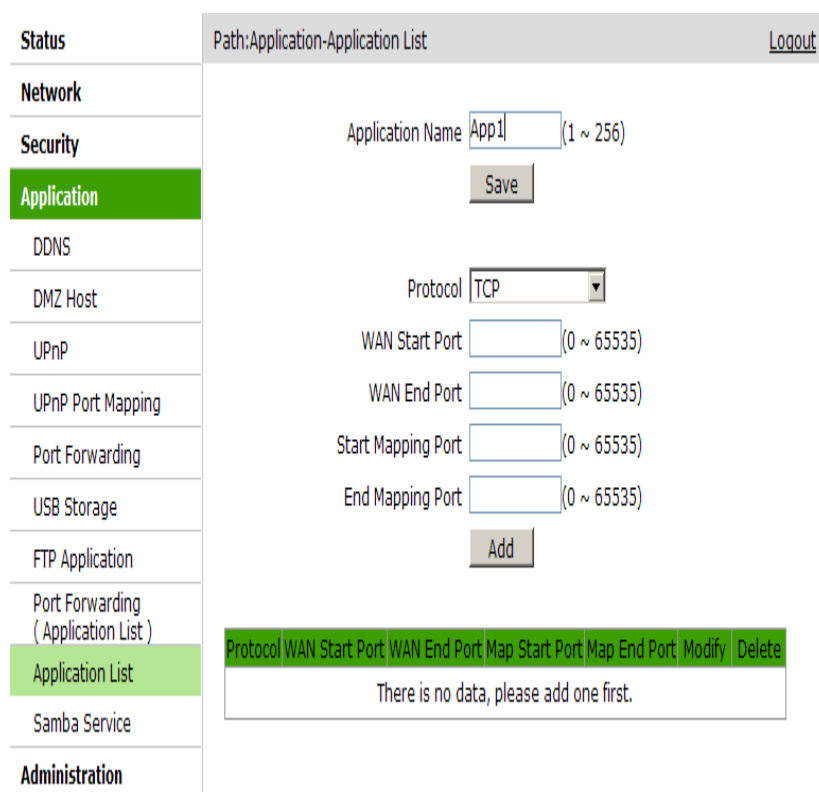 Status
Network
Security
Application
DDNS
DMZ Host
UPnP
UPnP Port Mapping
Port Forwarding
USB Storage
FTP Application
Port Forwarding
( Application List )
Application List
Samba Service
Administration
Path:Application-Application List Logout
Application Name App1 (1 ~ 256)
Save
Protocol TCP
WAN Start Port (0 ~ 65535)
WAN End Port (0 ~ 65535)
Start Mapping Port (0 ~ 65535)
End Mapping Port (0 ~ 65535)
Add
Protocol WAN Start Port WAN End Port Map Start Port Map End Port Modify Delete
There is no data, please add one first.